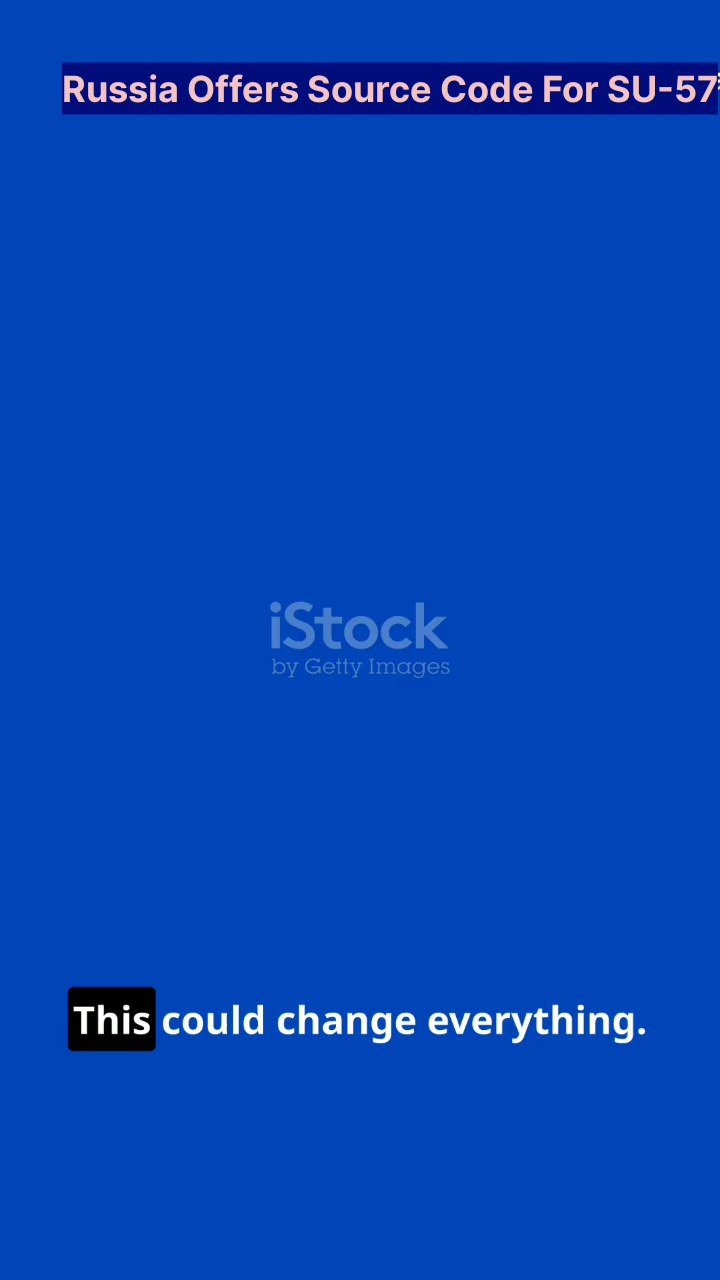 Russia Offers Source Code For SU-57
iStock
by Getty Images
This could change everything.